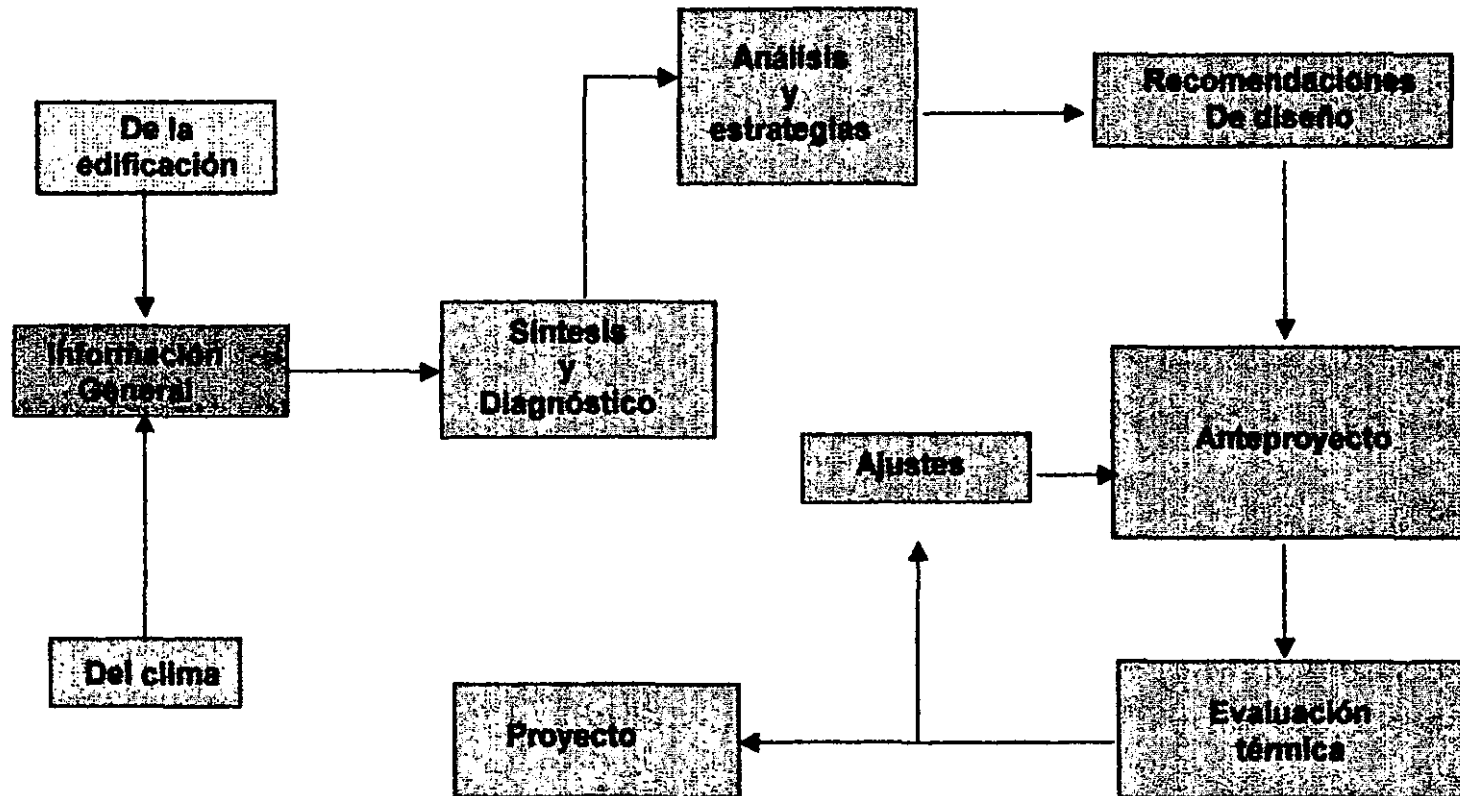 De la
edificación
Información
General
Del clima
Síntesis
y
Diagnóstico
Análisis
y
estrategias
Recomendaciones
De diseño
Anteproyecto
Ajustes
Evaluación
térmica
Proyecto